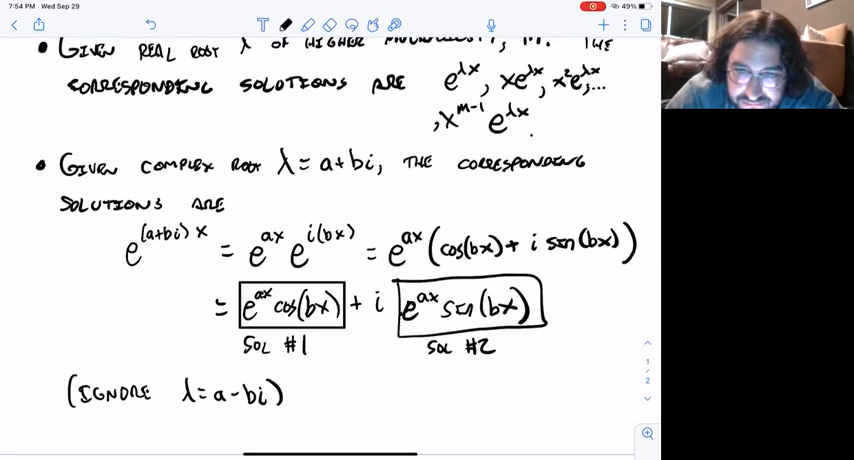 7:54 PM Wed Sep 29
49%
• GIVEN REAL ROOT λ OF HIGHER MULTIPLICITY, M. THE
CORRESPONDING SOLUTIONS ARE e^{λx}, xe^{λx}, x²e^{λx},...
, x^{m-1} e^{λx}.
• GIVEN COMPLEX ROOT λ = a+bi, THE CORRESPONDING
SOLUTIONS ARE
e^{(a+bi)x} = e^{ax} e^{i(bx)} = e^{ax} (cos(bx) + i sin(bx))
= e^{ax} cos(bx) + i e^{ax} sin(bx)
SOL #1 SOL #2
(IGNORE λ = a - bi)
1
/
2